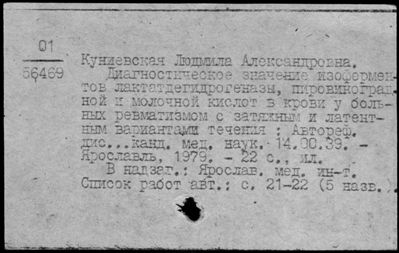 01
56469
Куниевская Людмила Александровна.
Диагностическое значение изофермен-
тов лактатдегидрогеназы, пировиноград-
ной и молочной кислот в крови у боль-
ных ревматизмом с затяжным и латент-
ным вариантами течения : Автореф.
дис...канд. мед. наук. 14.00.39. -
Ярославль, 1979. - 22 с., ил.
В надзаг.: Ярослав. мед. ин-т.
Список работ авт.: с. 21-22 (5 назв.